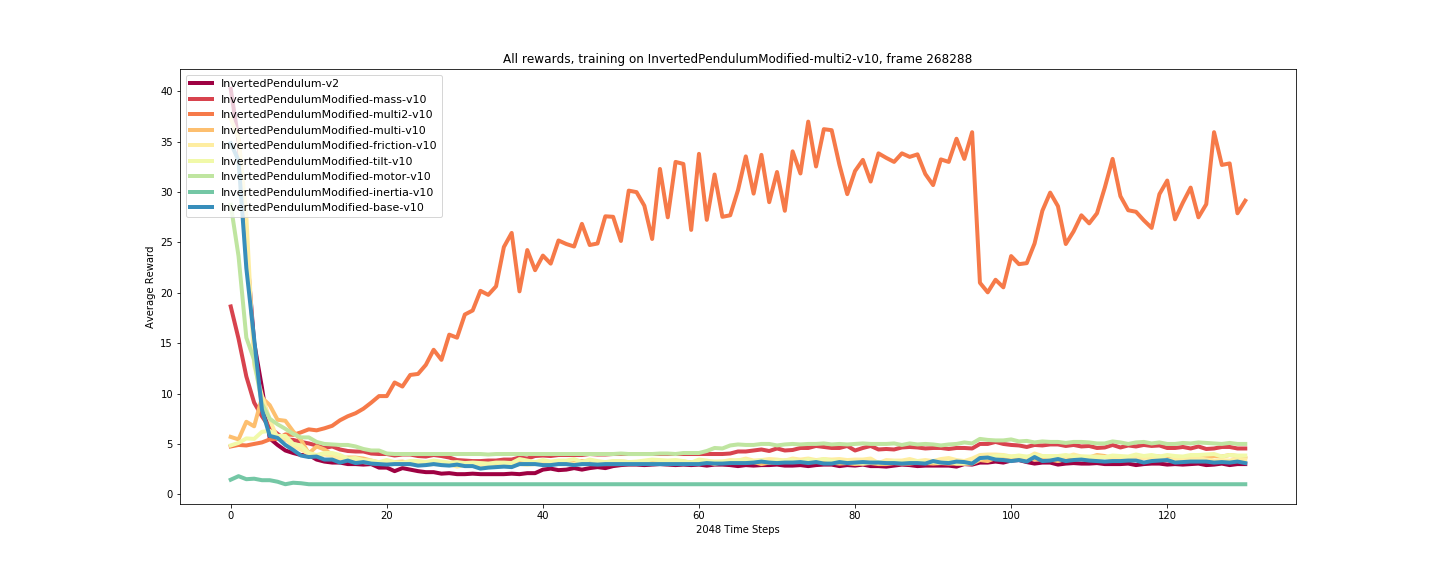 All rewards, training on InvertedPendulumModified-multi2-v10, frame 268288
InvertedPendulum-v2
InvertedPendulumModified-mass-v10
InvertedPendulumModified-multi2-v10
InvertedPendulumModified-multi-v10
InvertedPendulumModified-friction-v10
InvertedPendulumModified-tilt-v10
InvertedPendulumModified-motor-v10
InvertedPendulumModified-inertia-v10
InvertedPendulumModified-base-v10
Average Reward
40
35
30
25
20
15
10
5
0
0 20 40 60 80 100 120
2048 Time Steps